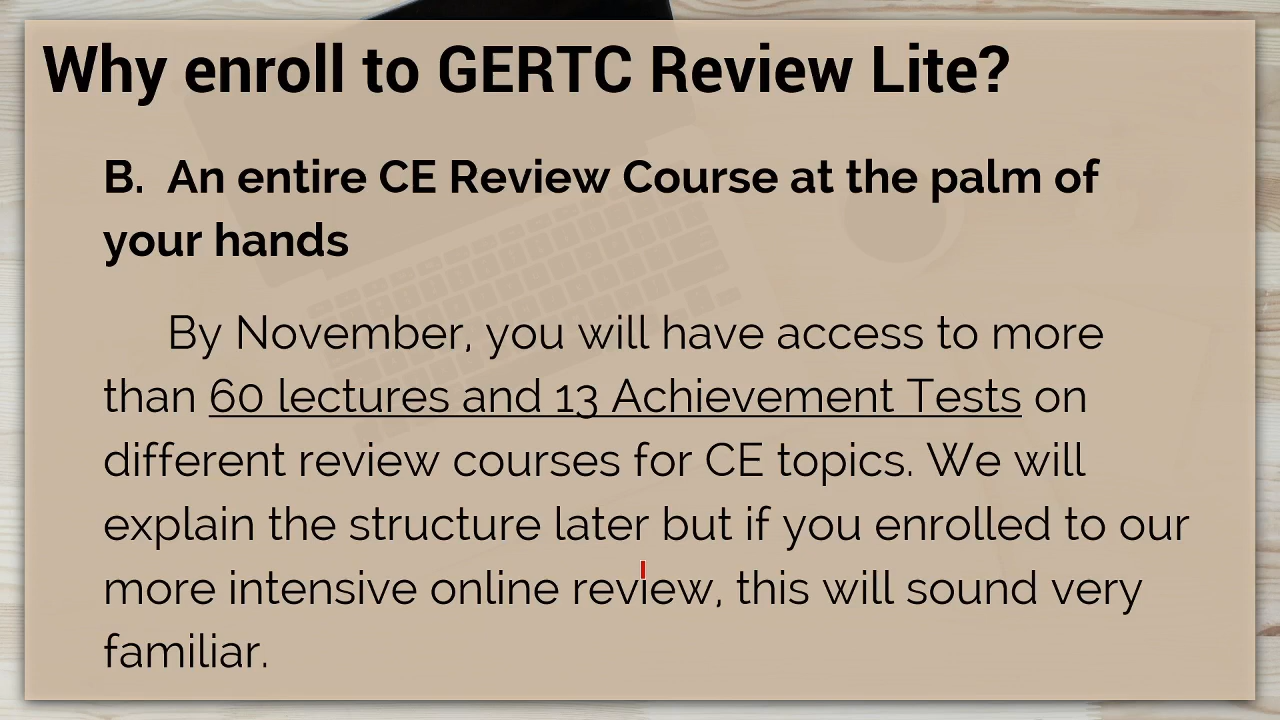 Why enroll to GERTC Review Lite?
B. An entire CE Review Course at the palm of
your hands
By November, you will have access to more
than 60 lectures and 13 Achievement Tests on
different review courses for CE topics. We will
explain the structure later but if you enrolled to our
more intensive online review, this will sound very
familiar.